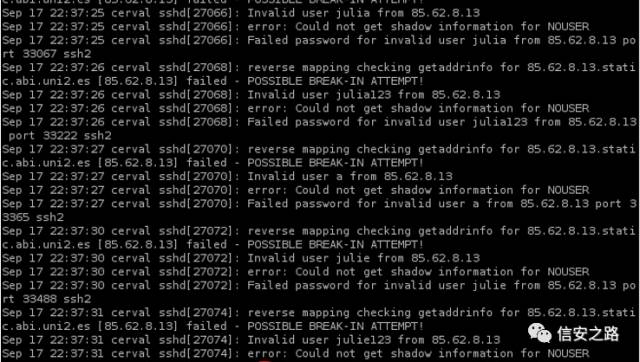 c.abi.uni2.es [85.62.8.13] failed - POSSIBLE BREAK-IN ATTEMPT!
Sep 17 22:37:25 cerval sshd[27066]: Invalid user julia from 85.62.8.13
Sep 17 22:37:25 cerval sshd[27066]: error: Could not get shadow information for NOUSER
Sep 17 22:37:25 cerval sshd[27066]: Failed password for invalid user julia from 85.62.8.13 po
rt 33067 ssh2
Sep 17 22:37:26 cerval sshd[27068]: reverse mapping checking getaddrinfo for 85.62.8.13.stati
c.abi.uni2.es [85.62.8.13] failed - POSSIBLE BREAK-IN ATTEMPT!
Sep 17 22:37:26 cerval sshd[27068]: Invalid user julia123 from 85.62.8.13
Sep 17 22:37:26 cerval sshd[27068]: error: Could not get shadow information for NOUSER
Sep 17 22:37:26 cerval sshd[27068]: Failed password for invalid user julia123 from 85.62.8.13
port 33222 ssh2
Sep 17 22:37:27 cerval sshd[27070]: reverse mapping checking getaddrinfo for 85.62.8.13.stati
c.abi.uni2.es [85.62.8.13] failed - POSSIBLE BREAK-IN ATTEMPT!
Sep 17 22:37:27 cerval sshd[27070]: Invalid user a from 85.62.8.13
Sep 17 22:37:27 cerval sshd[27070]: error: Could not get shadow information for NOUSER
Sep 17 22:37:27 cerval sshd[27070]: Failed password for invalid user a from 85.62.8.13 port 3
3365 ssh2
Sep 17 22:37:30 cerval sshd[27072]: reverse mapping checking getaddrinfo for 85.62.8.13.stati
c.abi.uni2.es [85.62.8.13] failed - POSSIBLE BREAK-IN ATTEMPT!
Sep 17 22:37:30 cerval sshd[27072]: Invalid user julie from 85.62.8.13
Sep 17 22:37:30 cerval sshd[27072]: error: Could not get shadow information for NOUSER
Sep 17 22:37:30 cerval sshd[27072]: Failed password for invalid user julie from 85.62.8.13 po
rt 33488 ssh2
Sep 17 22:37:31 cerval sshd[27074]: reverse mapping checking getaddrinfo for 85.62.8.13.stati
c.abi.uni2.es [85.62.8.13] failed - POSSIBLE BREAK-IN ATTEMPT!
Sep 17 22:37:31 cerval sshd[27074]: Invalid user julie123 from 85.62.8.13
Sep 17 22:37:31 cerval sshd[27074]: error: Could not get shadow information for NOUSER
信安之路